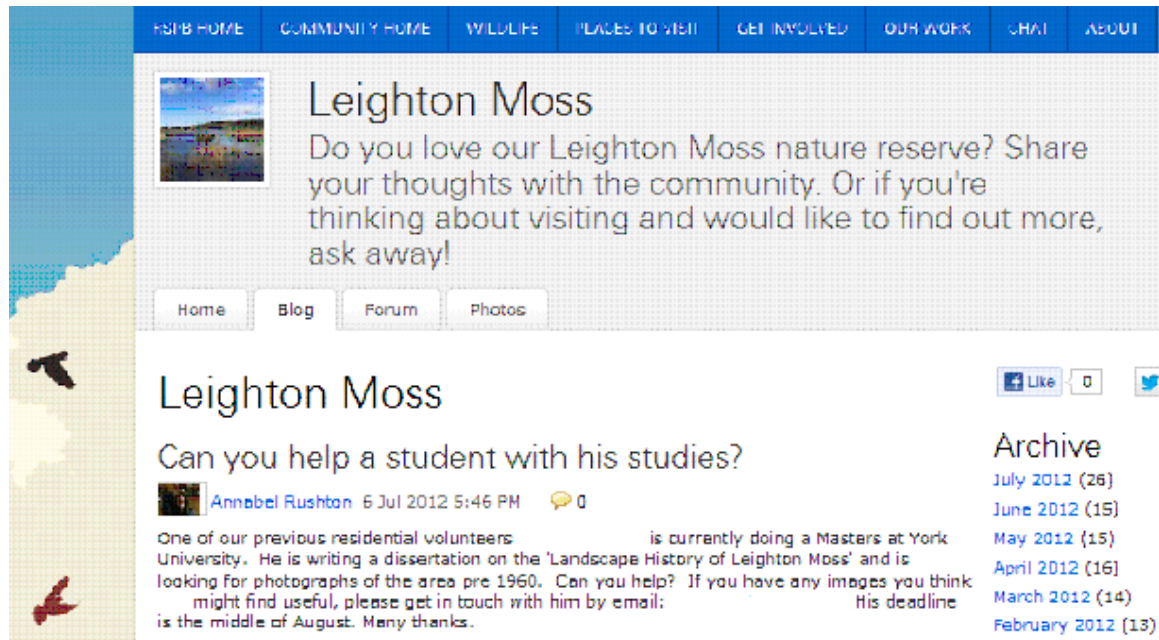 RSPB HOME COMMUNITY HOME WILDLIFE PLACES TO VISIT GET INVOLVED OUR WORK CHAT ABOUT
Leighton Moss
Do you love our Leighton Moss nature reserve? Share
your thoughts with the community. Or if you're
thinking about visiting and would like to find out more,
ask away!
Home Blog Forum Photos
Leighton Moss
Like 0
Can you help a student with his studies?
Annabel Rushton 6 Jul 2012 5:46 PM 0
One of our previous residential volunteers is currently doing a Masters at York
University. He is writing a dissertation on the 'Landscape History of Leighton Moss' and is
looking for photographs of the area pre 1960. Can you help? If you have any images you think
might find useful, please get in touch with him by email: His deadline
is the middle of August. Many thanks.
Archive
July 2012 (26)
June 2012 (15)
May 2012 (15)
April 2012 (16)
March 2012 (14)
February 2012 (13)